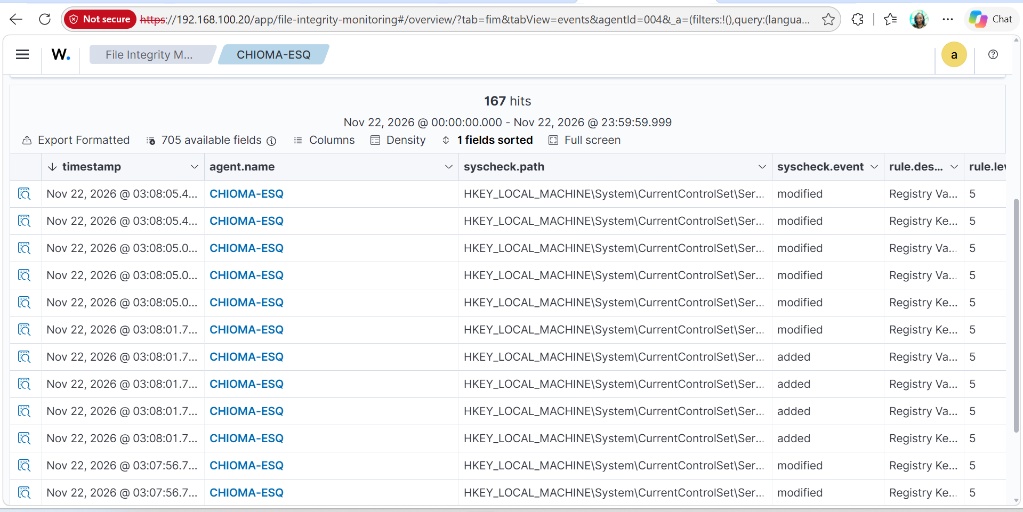 Not secure https://192.168.100.20/app/file-integrity-monitoring#/overview/?tab=fim&tabView=events&agentId=004&_a=(filters:!(),query:(langua... Chat
W. File Integrity M... CHIOMA-ESQ a
167 hits
Nov 22, 2026 @ 00:00:00.000 - Nov 22, 2026 @ 23:59:59.999
Export Formatted 705 available fields Columns Density 1 fields sorted Full screen
timestamp agent.name syscheck.path syscheck.event rule.des... rule.lev
Nov 22, 2026 @ 03:08:05.4... CHIOMA-ESQ HKEY_LOCAL_MACHINE\System\CurrentControlSet\Ser... modified Registry Va... 5
Nov 22, 2026 @ 03:08:05.4... CHIOMA-ESQ HKEY_LOCAL_MACHINE\System\CurrentControlSet\Ser... modified Registry Ke... 5
Nov 22, 2026 @ 03:08:05.0... CHIOMA-ESQ HKEY_LOCAL_MACHINE\System\CurrentControlSet\Ser... modified Registry Va... 5
Nov 22, 2026 @ 03:08:05.0... CHIOMA-ESQ HKEY_LOCAL_MACHINE\System\CurrentControlSet\Ser... modified Registry Va... 5
Nov 22, 2026 @ 03:08:05.0... CHIOMA-ESQ HKEY_LOCAL_MACHINE\System\CurrentControlSet\Ser... modified Registry Ke... 5
Nov 22, 2026 @ 03:08:01.7... CHIOMA-ESQ HKEY_LOCAL_MACHINE\System\CurrentControlSet\Ser... modified Registry Ke... 5
Nov 22, 2026 @ 03:08:01.7... CHIOMA-ESQ HKEY_LOCAL_MACHINE\System\CurrentControlSet\Ser... added Registry Va... 5
Nov 22, 2026 @ 03:08:01.7... CHIOMA-ESQ HKEY_LOCAL_MACHINE\System\CurrentControlSet\Ser... added Registry Va... 5
Nov 22, 2026 @ 03:08:01.7... CHIOMA-ESQ HKEY_LOCAL_MACHINE\System\CurrentControlSet\Ser... added Registry Va... 5
Nov 22, 2026 @ 03:08:01.7... CHIOMA-ESQ HKEY_LOCAL_MACHINE\System\CurrentControlSet\Ser... added Registry Ke... 5
Nov 22, 2026 @ 03:07:56.7... CHIOMA-ESQ HKEY_LOCAL_MACHINE\System\CurrentControlSet\Ser... modified Registry Ke... 5
Nov 22, 2026 @ 03:07:56.7... CHIOMA-ESQ HKEY_LOCAL_MACHINE\System\CurrentControlSet\Ser... modified Registry Ke... 5